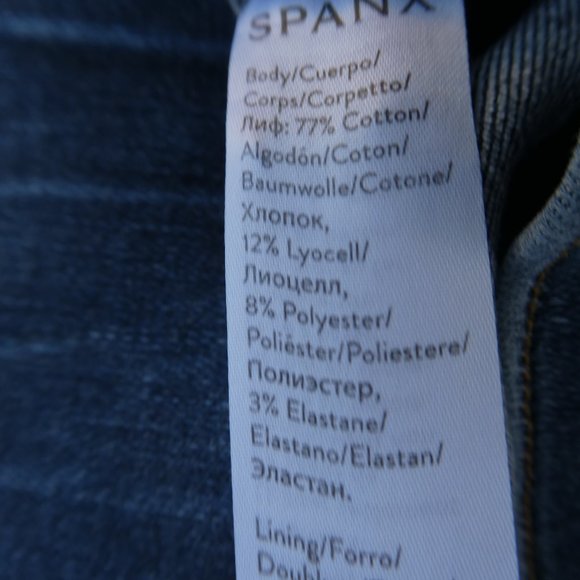 SPANX
Body/Cuerpo/
Corps/Corpetto/
Лиф: 77% Cotton/
Algodón/Coton/
Baumwolle/Cotone/
Хлопок,
12% Lyocell/
Лиоцелл,
8% Polyester/
Poliéster/Poliestere/
Полиэстер,
3% Elastane/
Elastano/Elastan/
Эластан.
Lining/Forro/